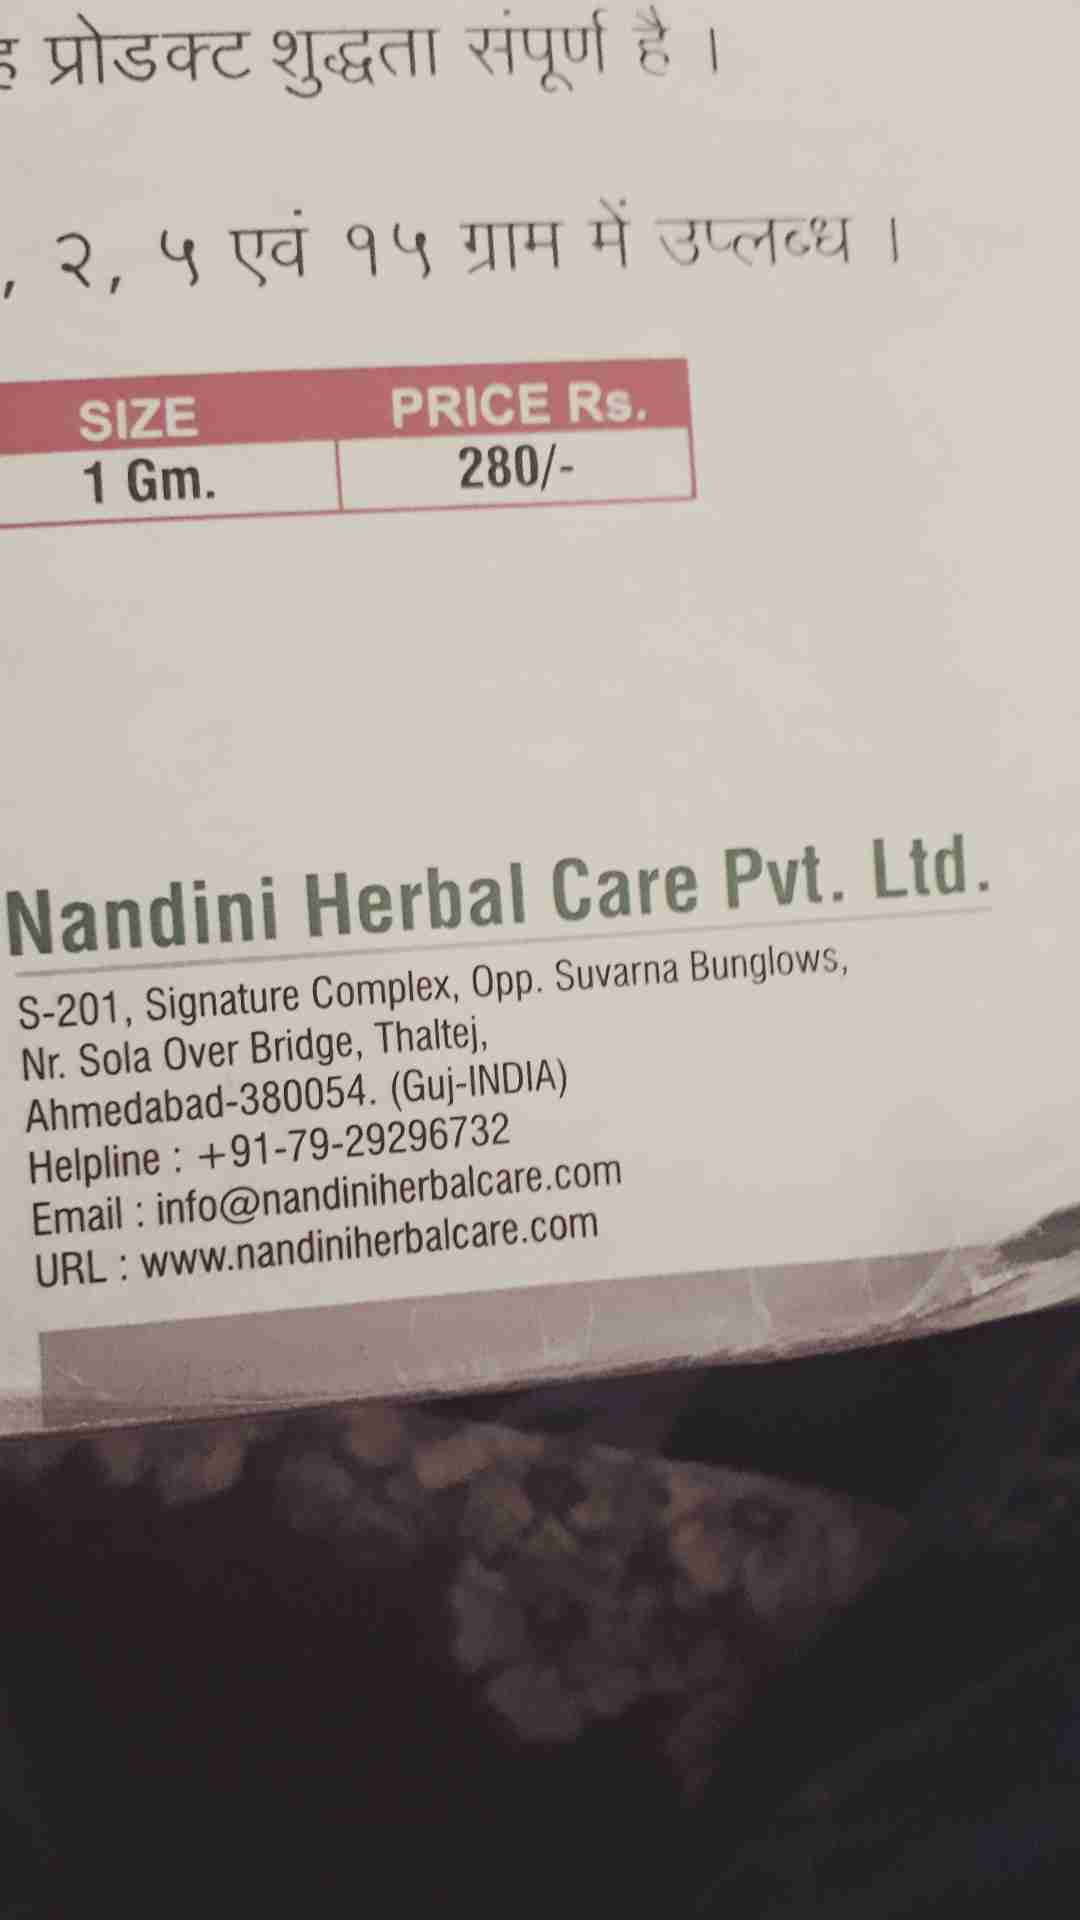 प्रोडक्ट शुद्धता संपूर्ण है ।
, २, ५ एवं १५ ग्राम में उप्लब्ध ।
SIZE PRICE Rs.
1 Gm. 280/-
Nandini Herbal Care Pvt. Ltd.
S-201, Signature Complex, Opp. Suvarna Bunglows,
Nr. Sola Over Bridge, Thaltej,
Ahmedabad-380054. (Guj-INDIA)
Helpline : +91-79-29296732
Email : info@nandiniherbalcare.com
URL : www.nandiniherbalcare.com